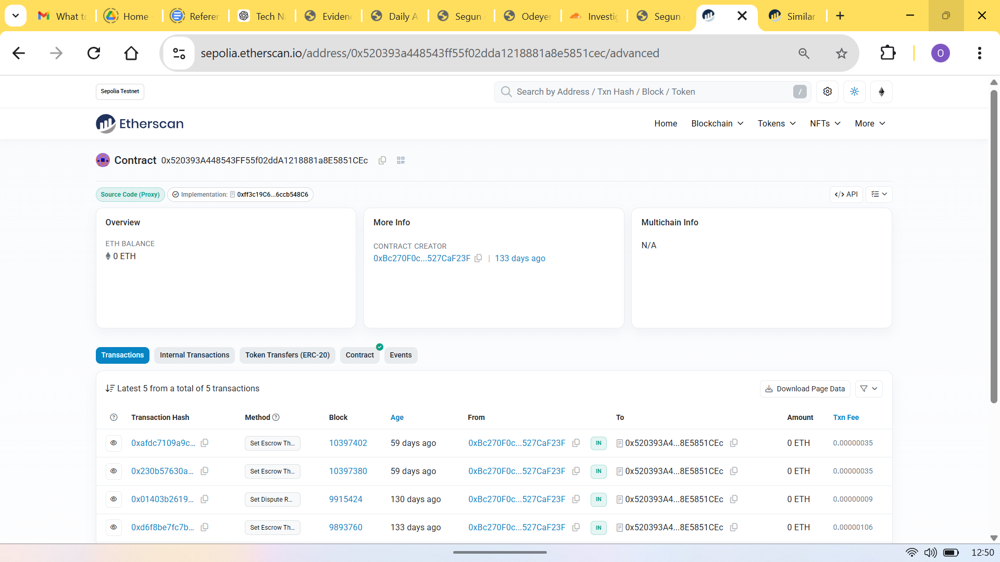 What to
Home
Referer
Tech N
Evidenc
Daily A
Segun
Odeyer
Investig
Segun
Similar
sepolia.etherscan.io/address/0x520393a448543ff55f02dda1218881a8e5851cec/advanced
O
Sepolia Testnet
Search by Address / Txn Hash / Block / Token
/
Etherscan
Home
Blockchain
Tokens
NFTs
More
Contract 0x520393A448543FF55f02ddA1218881a8E5851CEc
Source Code (Proxy)
Implementation: 0xff3c19C6...6ccb548C6
</> API
Overview
ETH BALANCE
0 ETH
More Info
CONTRACT CREATOR
0xBc270F0c...527CaF23F | 133 days ago
Multichain Info
N/A
Transactions
Internal Transactions
Token Transfers (ERC-20)
Contract
Events
Latest 5 from a total of 5 transactions
Download Page Data
Transaction Hash Method Block Age From To Amount Txn Fee
0xafdc7109a9c... Set Escrow Th... 10397402 59 days ago 0xBc270F0c...527CaF23F IN 0x520393A4...8E5851CEc 0 ETH 0.00000035
0x230b57630a... Set Escrow Th... 10397380 59 days ago 0xBc270F0c...527CaF23F IN 0x520393A4...8E5851CEc 0 ETH 0.00000035
0x01403b2619... Set Dispute R... 9915424 130 days ago 0xBc270F0c...527CaF23F IN 0x520393A4...8E5851CEc 0 ETH 0.00000009
0xd6f8be7fc7b... Set Escrow Th... 9893760 133 days ago 0xBc270F0c...527CaF23F IN 0x520393A4...8E5851CEc 0 ETH 0.00000106
12:50